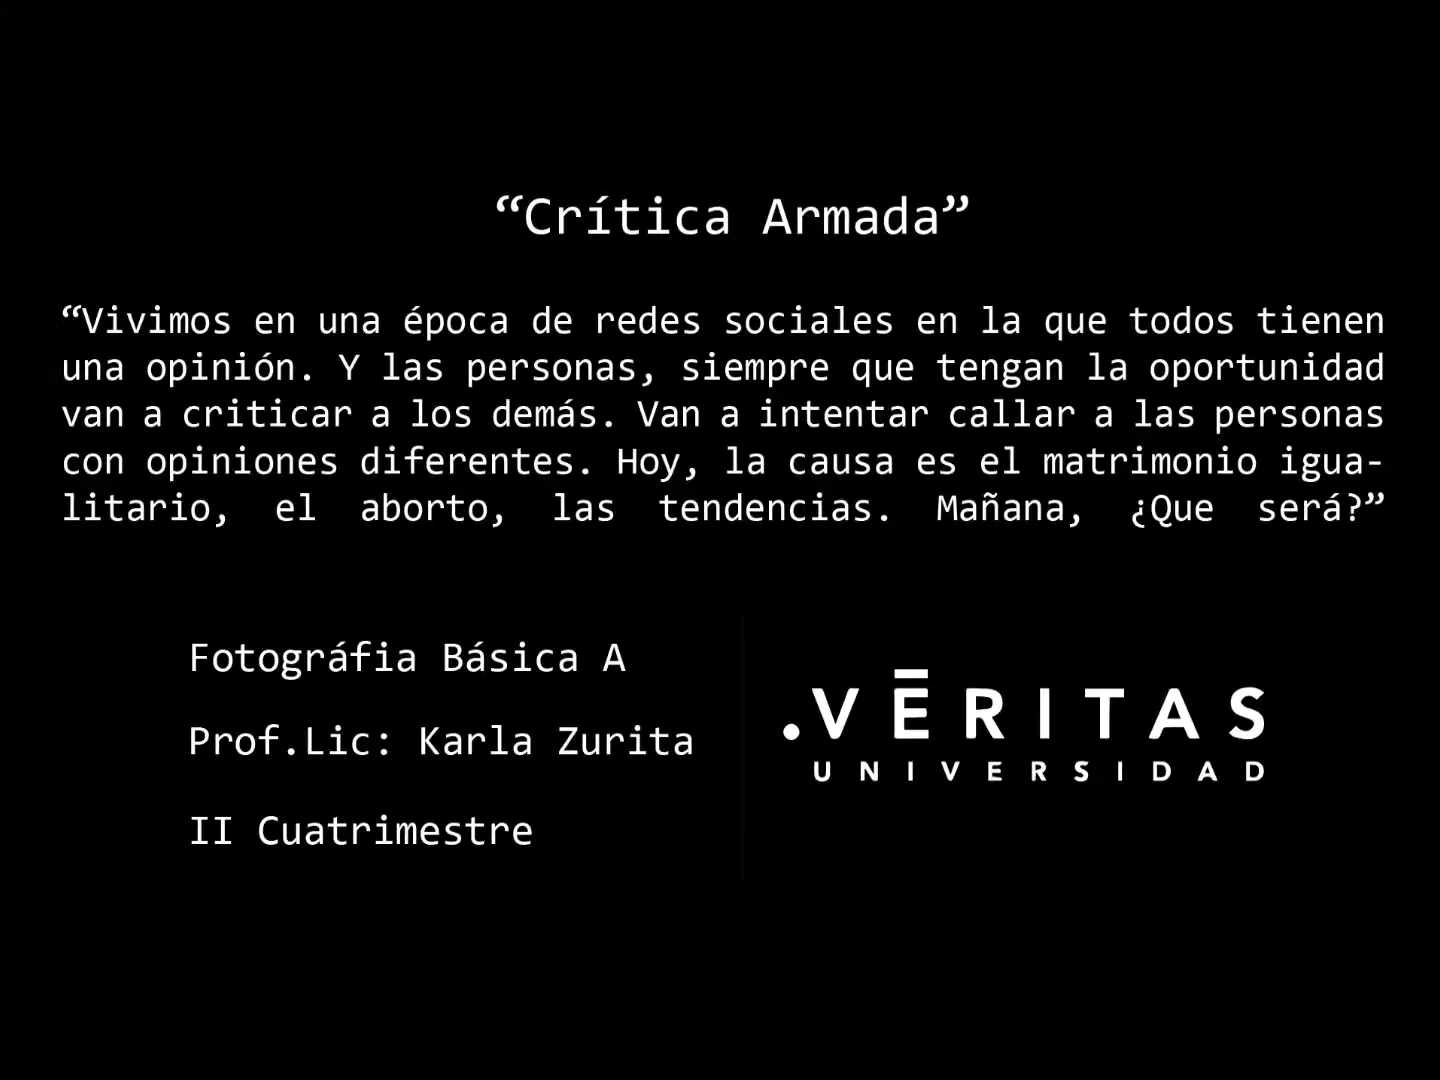 “Crítica Armada”
“Vivimos en una época de redes sociales en la que todos tienen
una opinión. Y las personas, siempre que tengan la oportunidad
van a criticar a los demás. Van a intentar callar a las personas
con opiniones diferentes. Hoy, la causa es el matrimonio igua-
litario, el aborto, las tendencias. Mañana, ¿Que será?”
Fotográfia Básica A
Prof.Lic: Karla Zurita
II Cuatrimestre
.VĒRITAS
UNIVERSIDAD